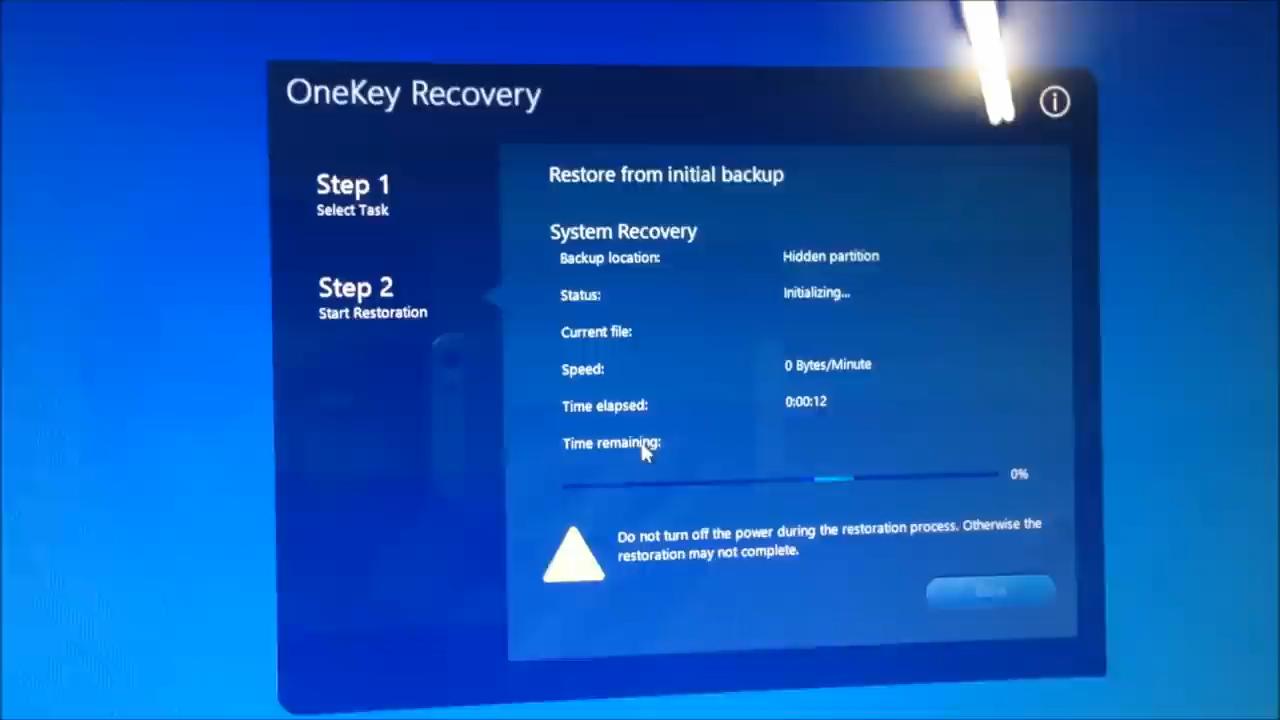 OneKey Recovery
Step 1
Select Task
Step 2
Start Restoration
Restore from initial backup
System Recovery
Backup location: Hidden partition
Status: Initializing...
Current file:
Speed: 0 Bytes/Minute
Time elapsed: 0:00:12
Time remaining:
0%
Do not turn off the power during the restoration process. Otherwise the
restoration may not complete.